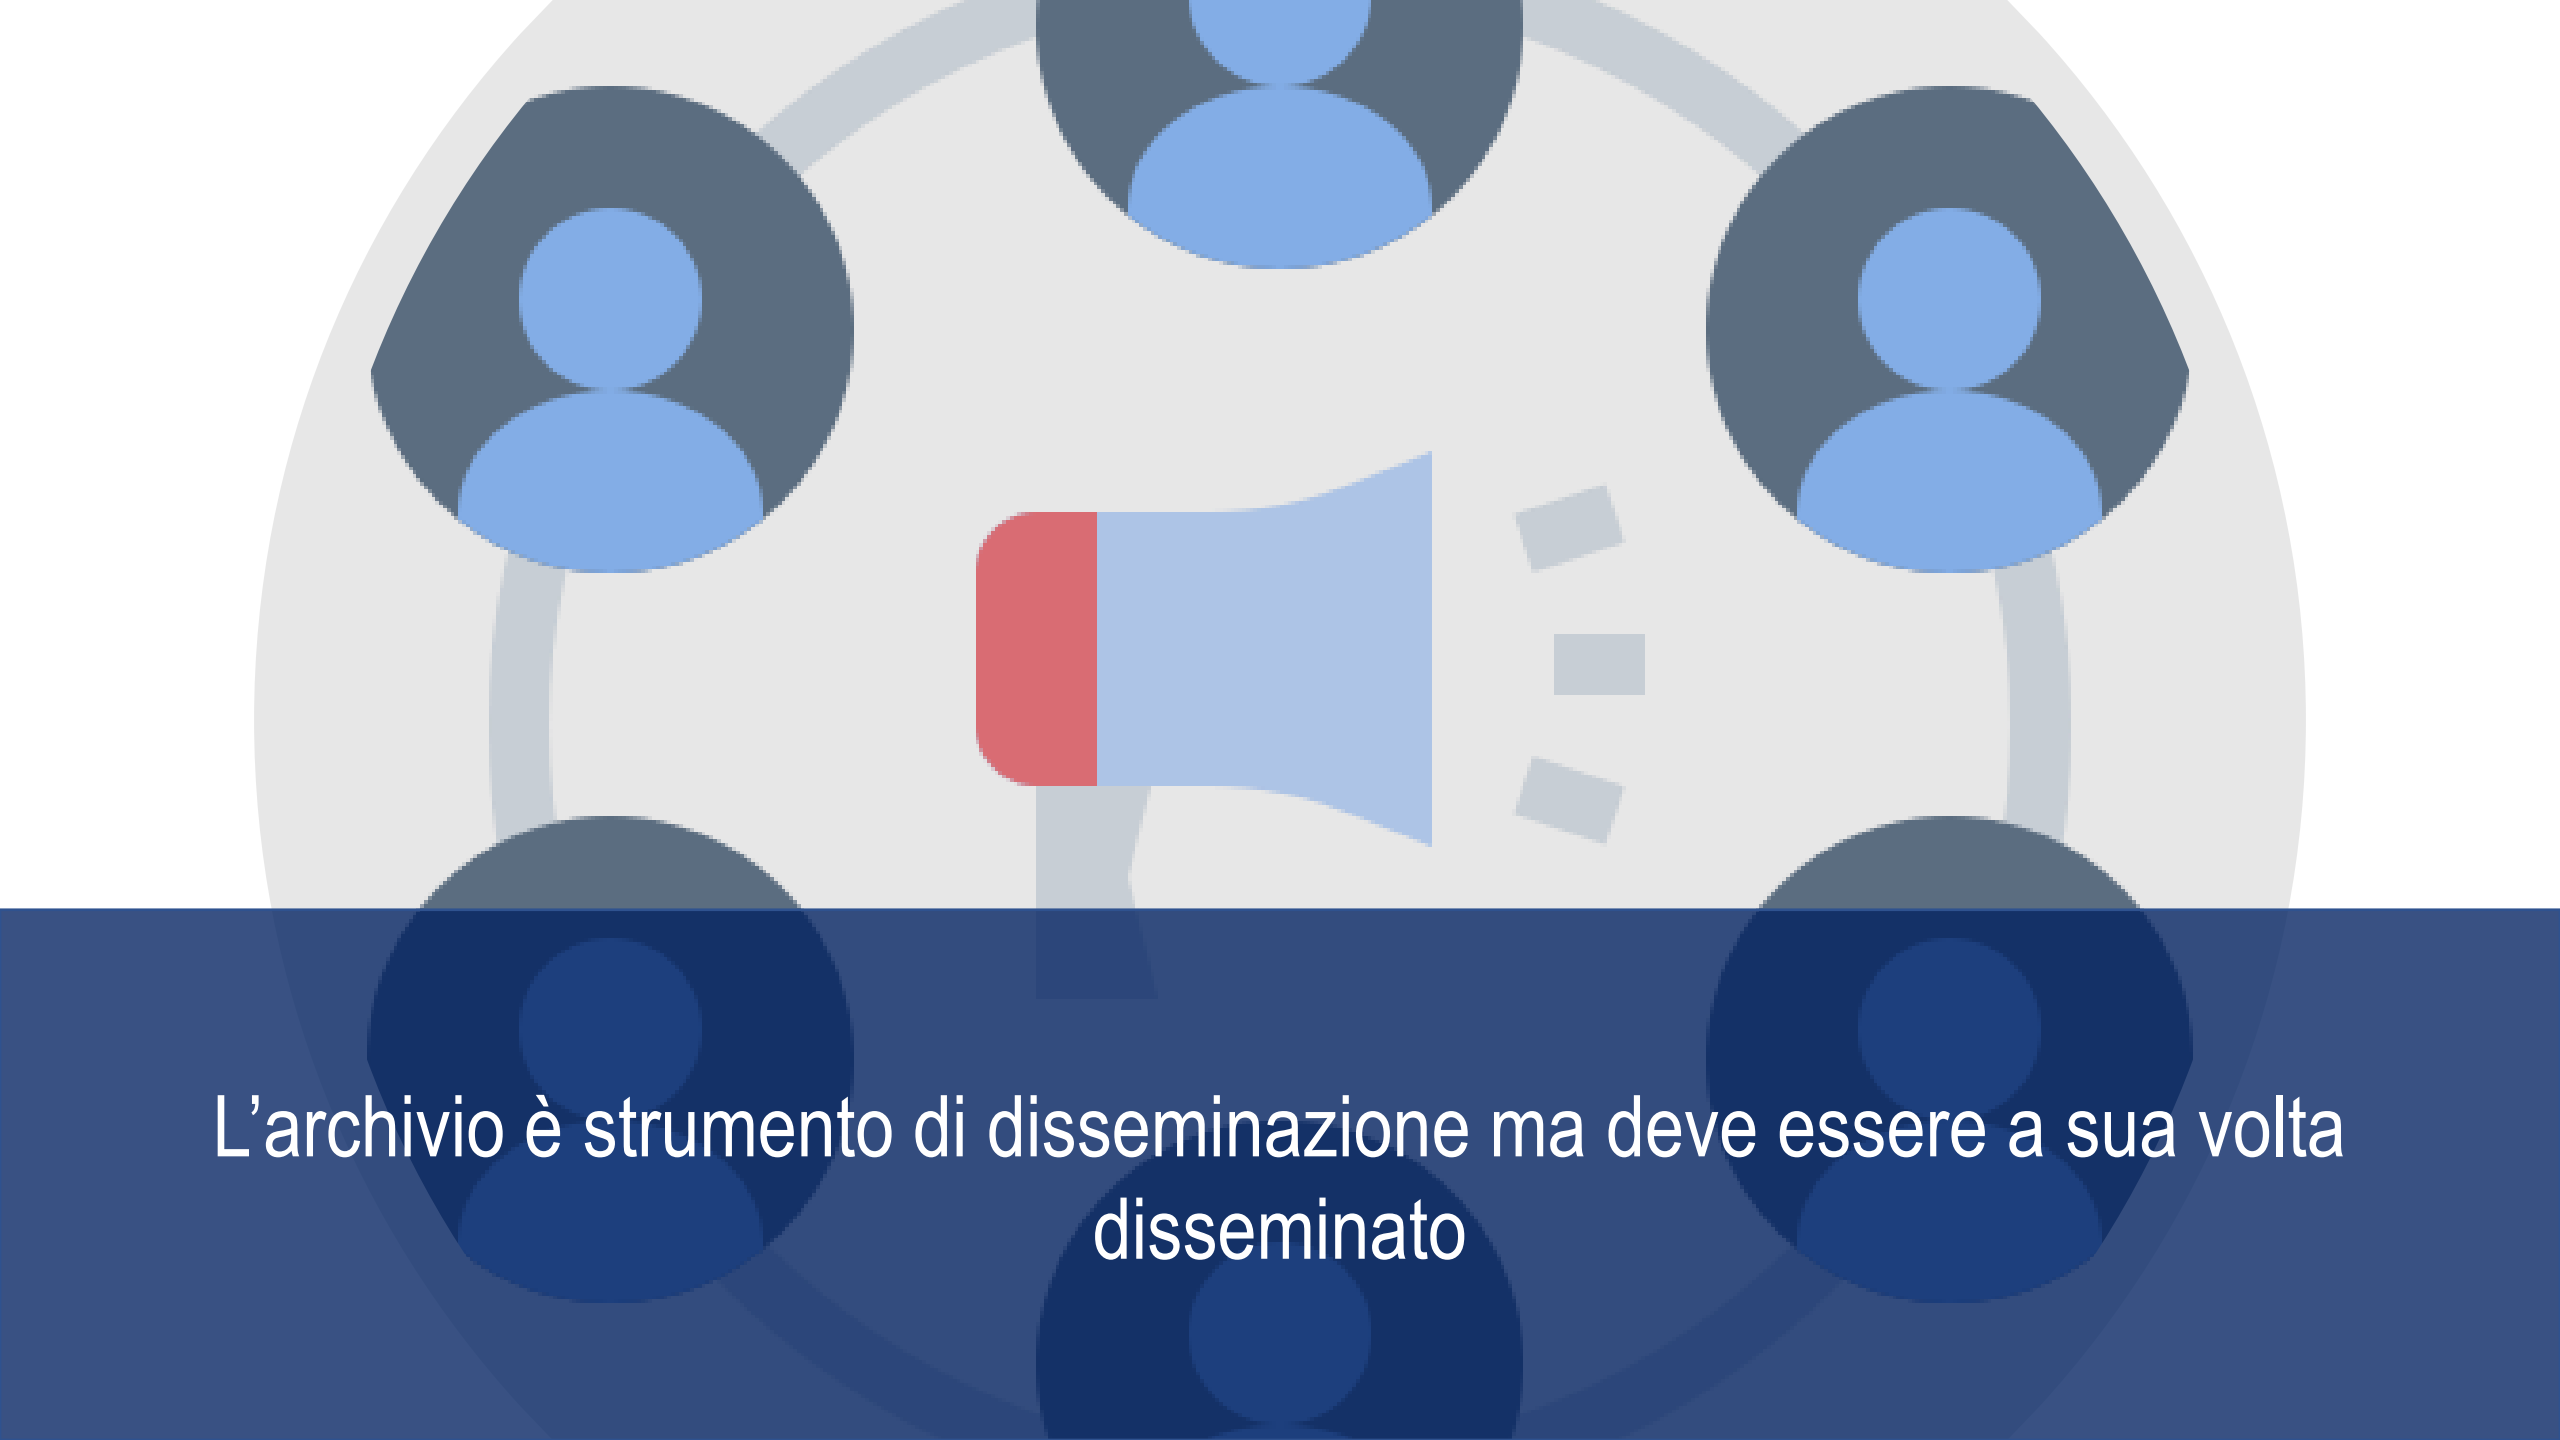 L’archivio è strumento di disseminazione ma deve essere a sua volta
disseminato